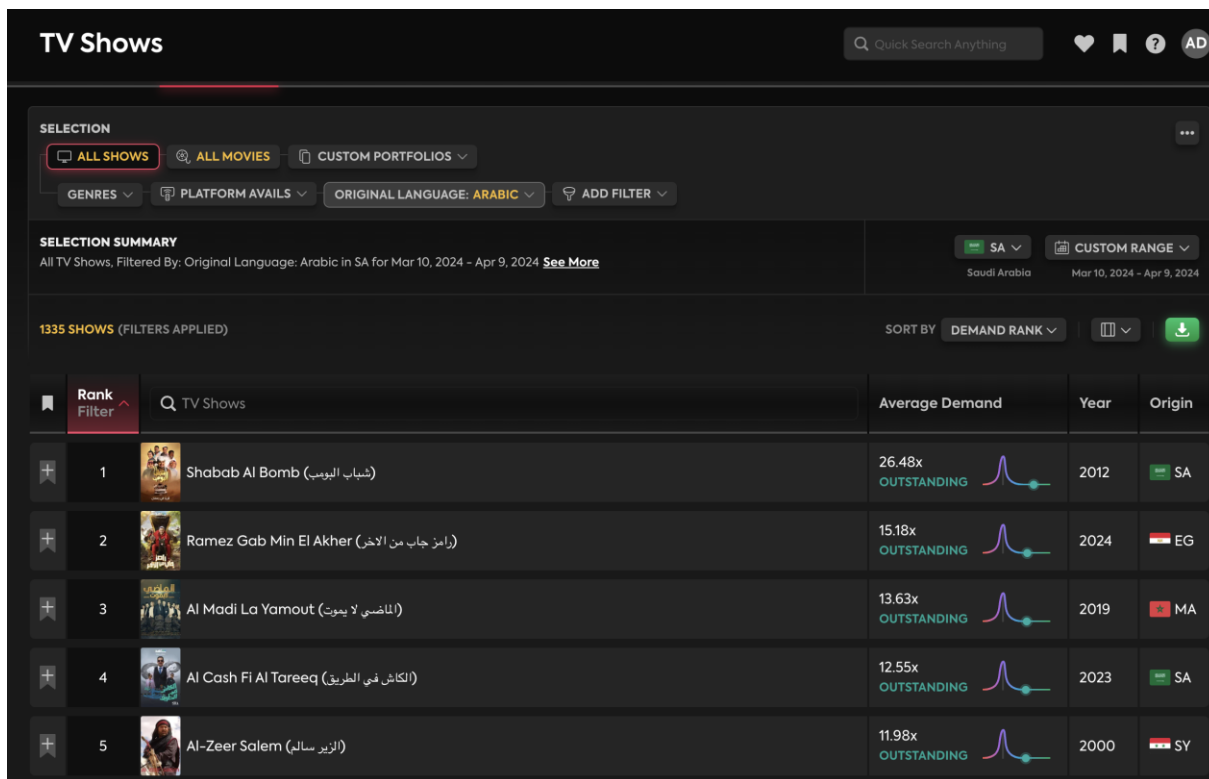 TV Shows
Quick Search Anything
AD
SELECTION
ALL SHOWS ALL MOVIES CUSTOM PORTFOLIOS
GENRES PLATFORM AVAILS ORIGINAL LANGUAGE: ARABIC ADD FILTER
SELECTION SUMMARY
All TV Shows, Filtered By: Original Language: Arabic in SA for Mar 10, 2024 - Apr 9, 2024 See More
SA CUSTOM RANGE
Saudi Arabia Mar 10, 2024 - Apr 9, 2024
1335 SHOWS (FILTERS APPLIED) SORT BY DEMAND RANK
Rank Filter TV Shows Average Demand Year Origin
1 Shabab Al Bomb (شباب البومب) 26.48x OUTSTANDING 2012 SA
2 Ramez Gab Min El Akher (رامز جاب من الاخر) 15.18x OUTSTANDING 2024 EG
3 Al Madi La Yamout (الماضي لا يموت) 13.63x OUTSTANDING 2019 MA
4 Al Cash Fi Al Tareeq (الكاش في الطريق) 12.55x OUTSTANDING 2023 SA
5 Al-Zeer Salem (الزير سالم) 11.98x OUTSTANDING 2000 SY